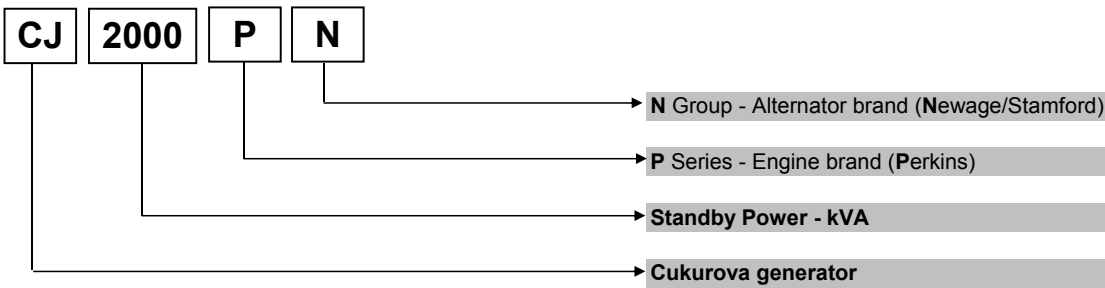 CJ 2000 P N
N Group - Alternator brand (Newage/Stamford)
P Series - Engine brand (Perkins)
Standby Power - kVA
Cukurova generator